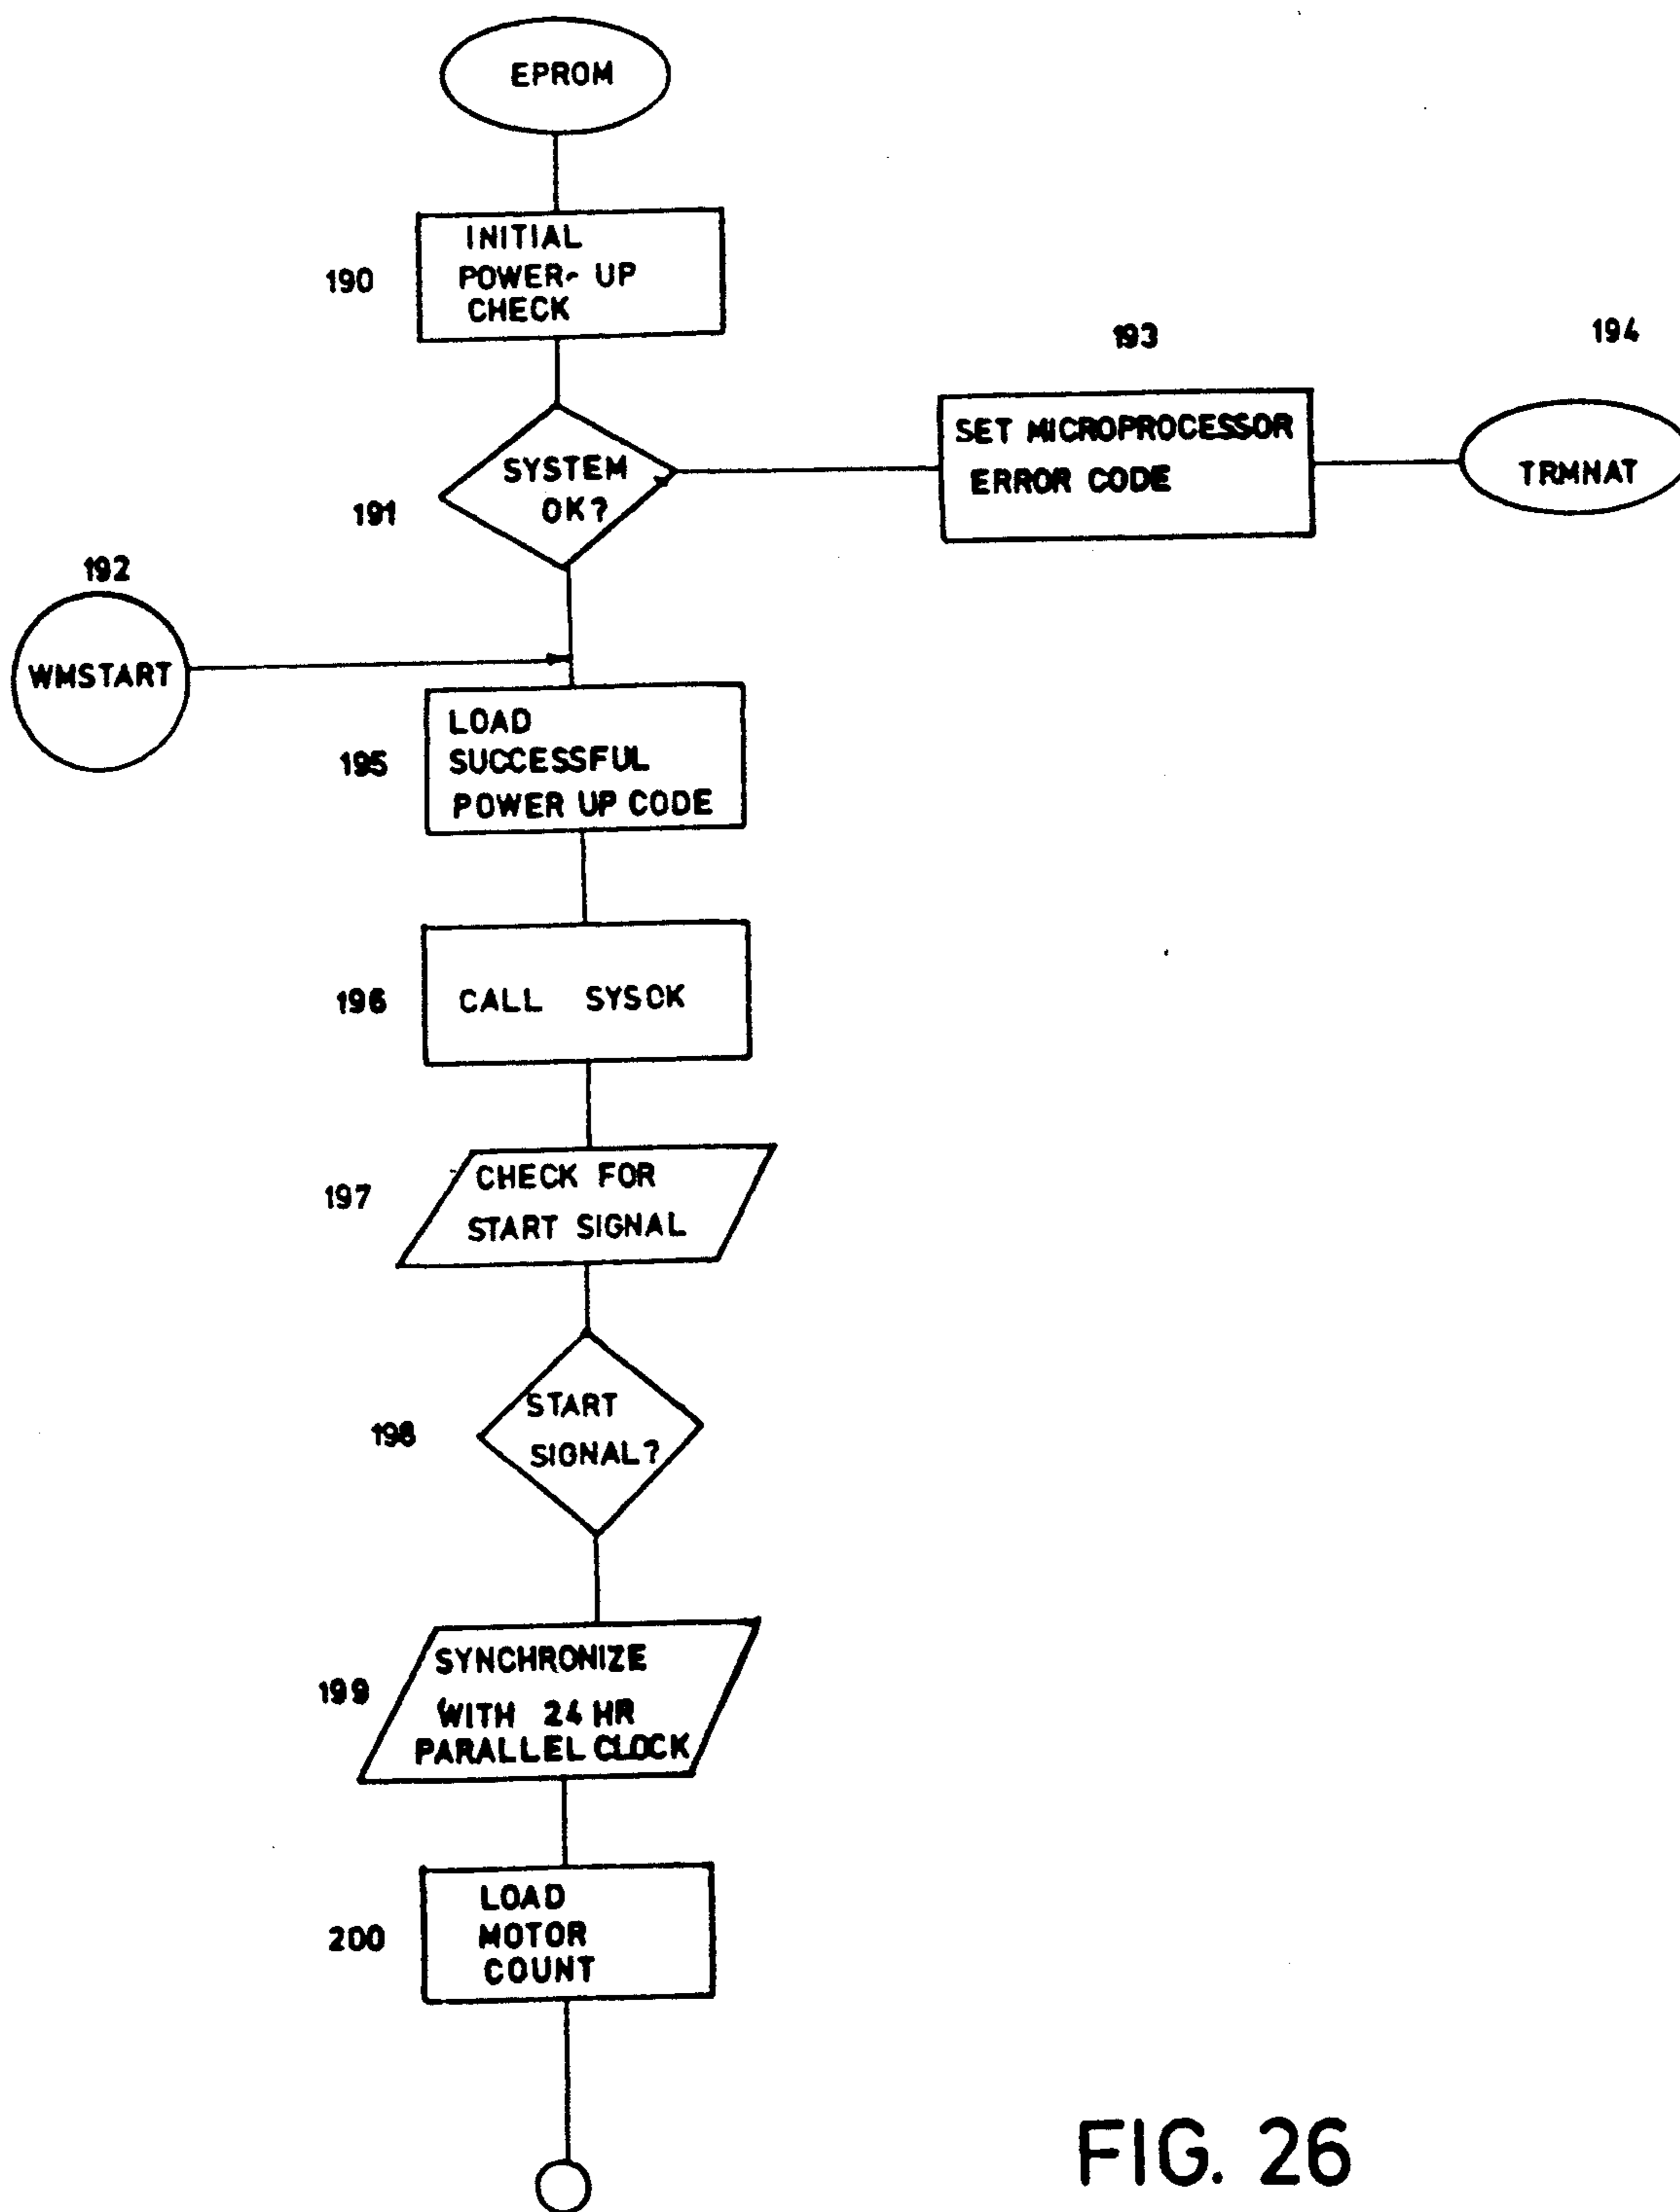 EPROM
190
INITIAL
POWER- UP
CHECK
191
SYSTEM
OK?
193
SET MICROPROCESSOR
ERROR CODE
194
TRMNAT
192
WMSTART
195
LOAD
SUCCESSFUL
POWER UP CODE
196
CALL SYSOK
197
CHECK FOR
START SIGNAL
198
START
SIGNAL?
199
SYNCHRONIZE
WITH 24 HR
PARALLEL CLOCK
200
LOAD
MOTOR
COUNT
FIG. 26